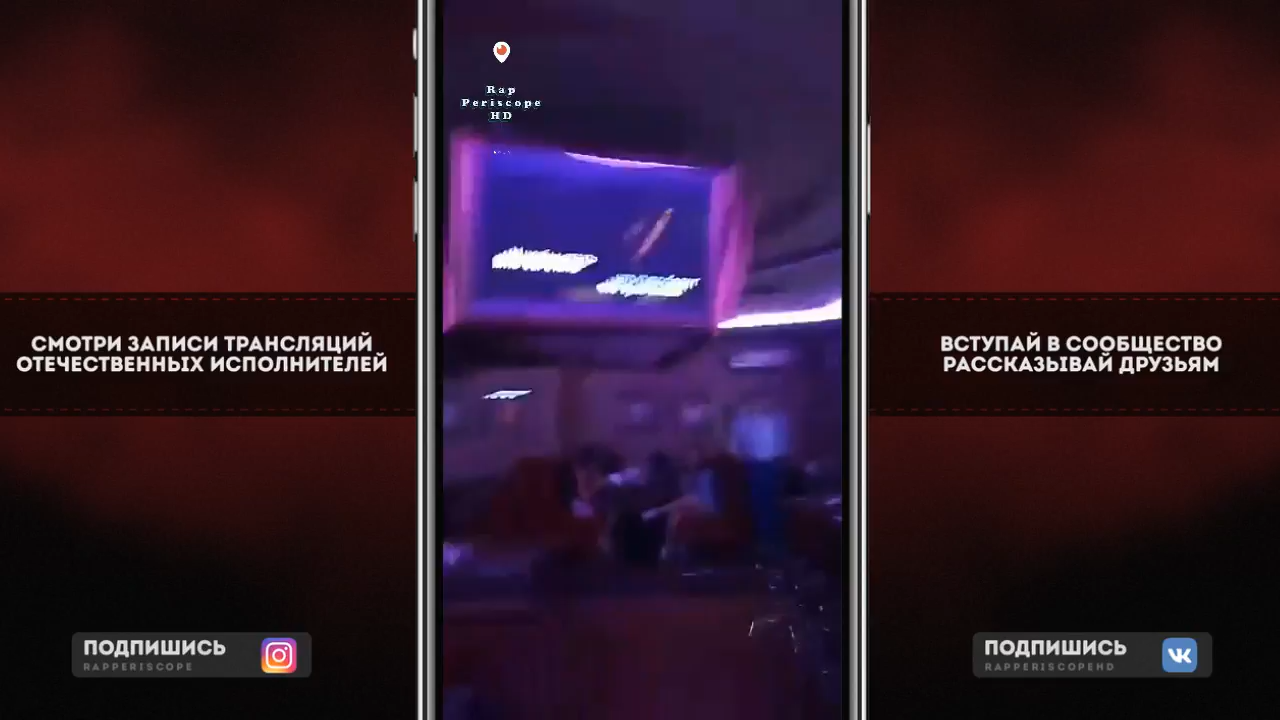 Rap
Periscope
HD
СМОТРИ ЗАПИСИ ТРАНСЛЯЦИЙ
ОТЕЧЕСТВЕННЫХ ИСПОЛНИТЕЛЕЙ
ВСТУПАЙ В СООБЩЕСТВО
РАССКАЗЫВАЙ ДРУЗЬЯМ
ПОДПИШИСЬ
RAPPERISCOPE
ПОДПИШИСЬ
RAPPERISCOPEHD